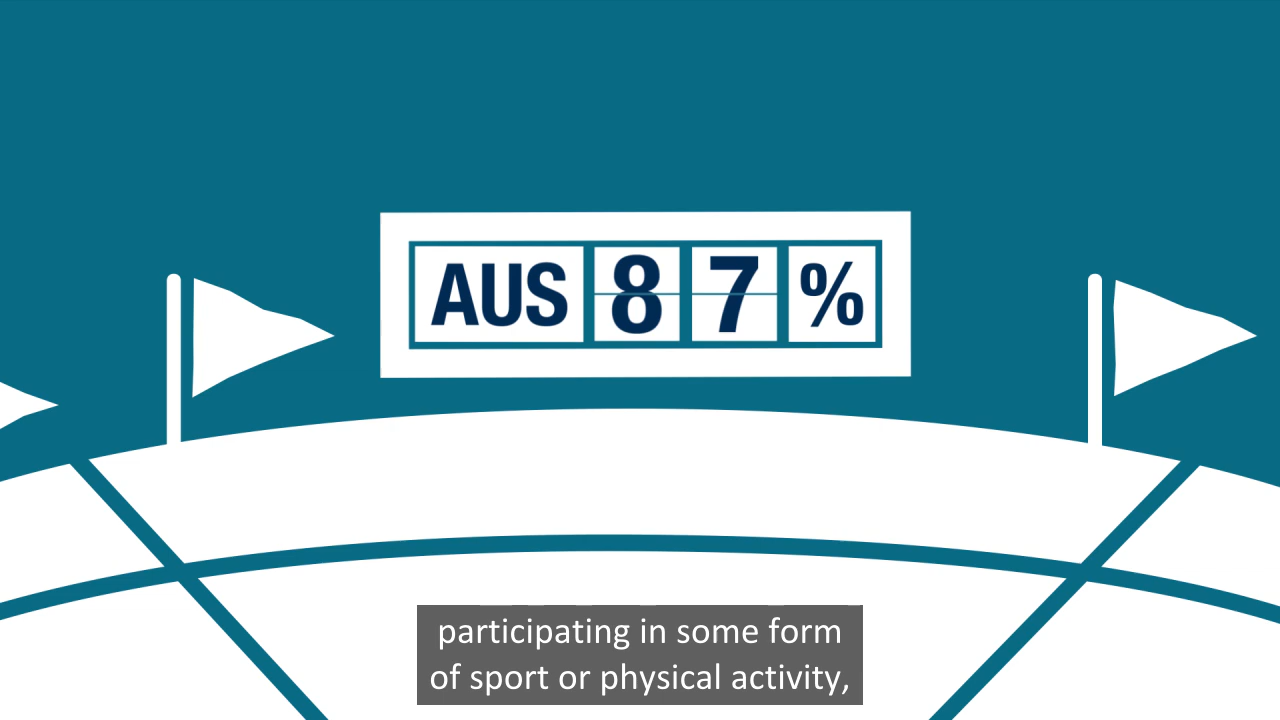 AUS 87%
participating in some form
of sport or physical activity,